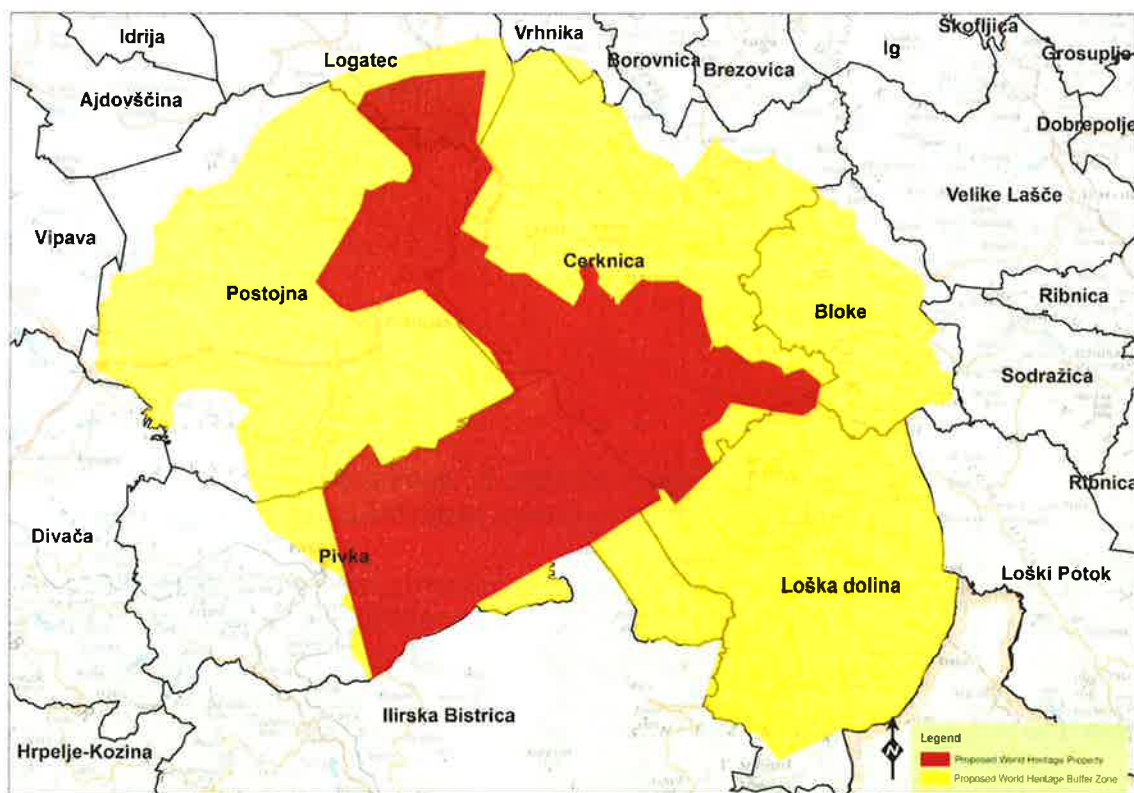 Idrija
Logatec
Vrhnika
Borovnica
Brezovica
Ig
Škofljica
Grosuplje
Ajdovščina
Dobrepolje
Velike Lašče
Vipava
Cerknica
Postojna
Bloke
Ribnica
Sodražica
Ribnica
Divača
Pivka
Loška dolina
Loški Potok
Ilirska Bistrica
Hrpelje-Kozina
N
Legend
Proposed World Heritage Property
Proposed World Heritage Buffer Zone